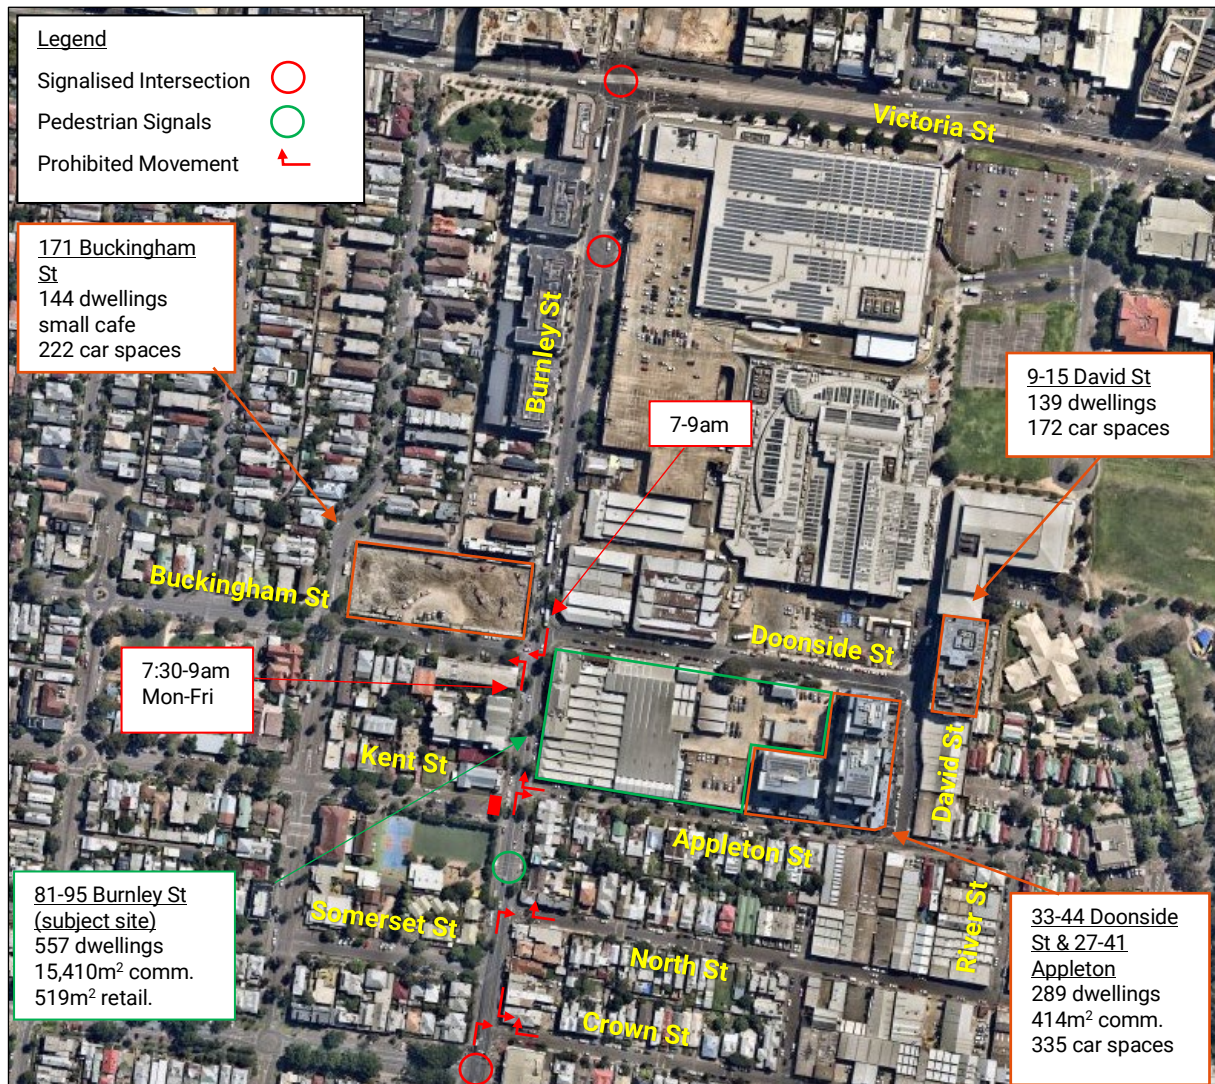 Legend
Signalised Intersection
Pedestrian Signals
Prohibited Movement
Victoria St
171 Buckingham
St
144 dwellings
small cafe
222 car spaces
Burnley St
9-15 David St
139 dwellings
172 car spaces
7-9am
Buckingham St
Doonside St
7:30-9am
Mon-Fri
Kent St
David St
Appleton St
81-95 Burnley St
(subject site)
557 dwellings
15,410m² comm.
519m² retail.
Somerset St
North St
River St
Crown St
33-44 Doonside
St & 27-41
Appleton
289 dwellings
414m² comm.
335 car spaces